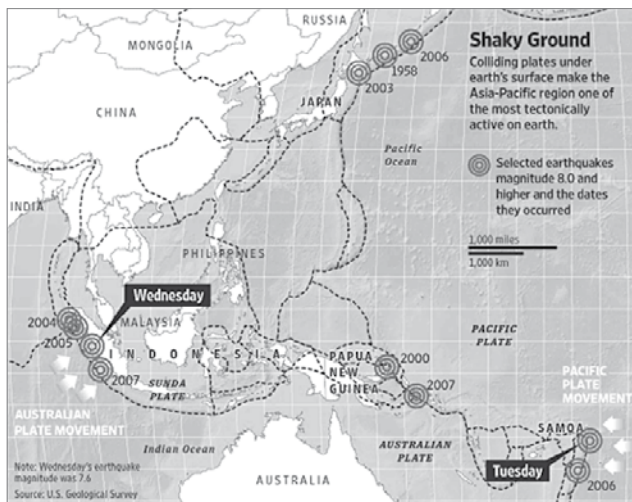 Shaky Ground
Colliding plates under
earth's surface make the
Asia-Pacific region one of
the most tectonically
active on earth.
Selected earthquakes
magnitude 8.0 and
higher and the dates
they occurred
1,000 miles
1,000 km
RUSSIA
MONGOLIA
2006
1958
2003
JAPAN
CHINA
Pacific
Ocean
INDIA
PHILIPPINES
Wednesday
2004
MALAYSIA
2005
PACIFIC
PLATE
INDONESIA
PAPUA
NEW
GUINEA
2000
2007
SUNDA
PLATE
2007
PACIFIC
PLATE
MOVEMENT
AUSTRALIAN
PLATE MOVEMENT
SAMOA
Indian Ocean
AUSTRALIAN PLATE
Tuesday
AUSTRALIA
2006
Note: Wednesday's earthquake
magnitude was 7.6
Source: U.S. Geological Survey